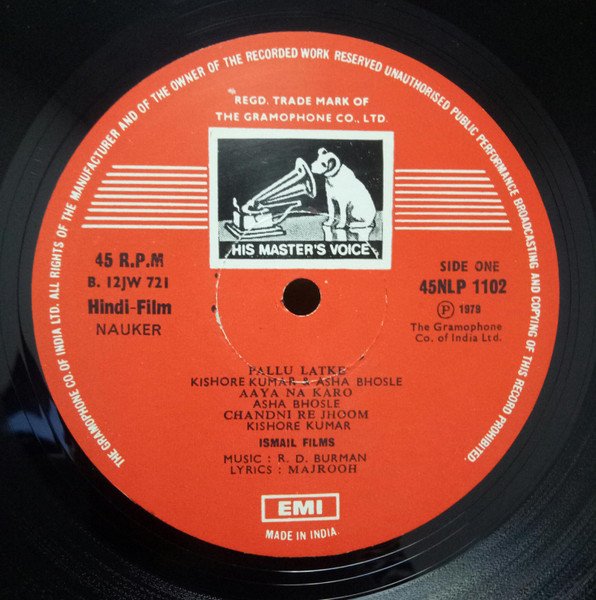 THE GRAMOPHONE CO. OF INDIA LTD. ALL RIGHTS OF THE MANUFACTURER AND OF THE OWNER OF THE RECORDED WORK RESERVED UNAUTHORISED PUBLIC PERFORMANCE BROADCASTING AND COPYING OF THIS RECORD PROHIBITED.
REGD. TRADE MARK OF
THE GRAMOPHONE CO., LTD.
HIS MASTER'S VOICE
45 R.P.M
B. 12JW 721
Hindi-Film
NAUKER
SIDE ONE
45NLP 1102
Ⓟ 1979
The Gramophone
Co. of India Ltd.
PALLU LATKE
KISHORE KUMAR & ASHA BHOSLE
AAYA NA KARO
ASHA BHOSLE
CHANDNI RE JHOOM
KISHORE KUMAR
ISMAIL FILMS
MUSIC : R. D. BURMAN
LYRICS : MAJROOH
EMI
MADE IN INDIA.